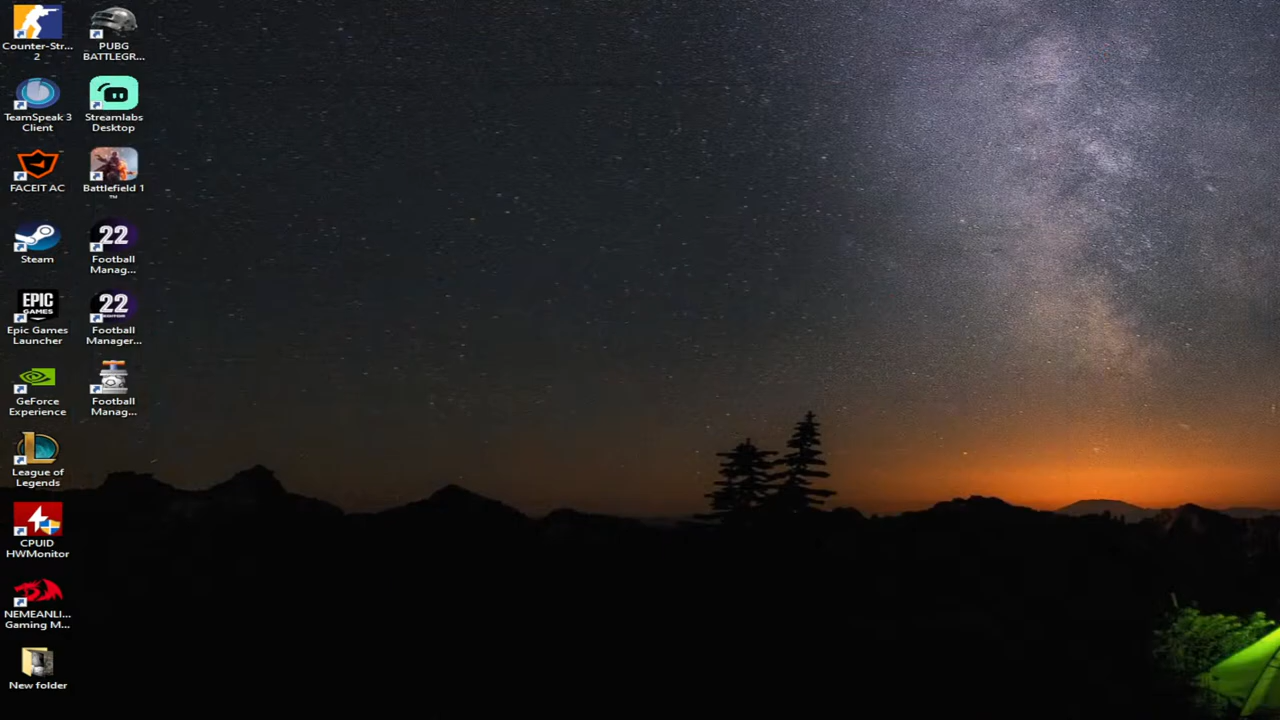 Counter-Str...
2
PUBG
BATTLEGR...
TeamSpeak 3
Client
Streamlabs
Desktop
FACEIT AC
Battlefield 1
™
Steam
22
Football
Manag...
EPIC
GAMES
Epic Games
Launcher
22
EDITOR
Football
Manager...
GeForce
Experience
Football
Manag...
League of
Legends
CPUID
HWMonitor
NEMEANLI...
Gaming M...
New folder